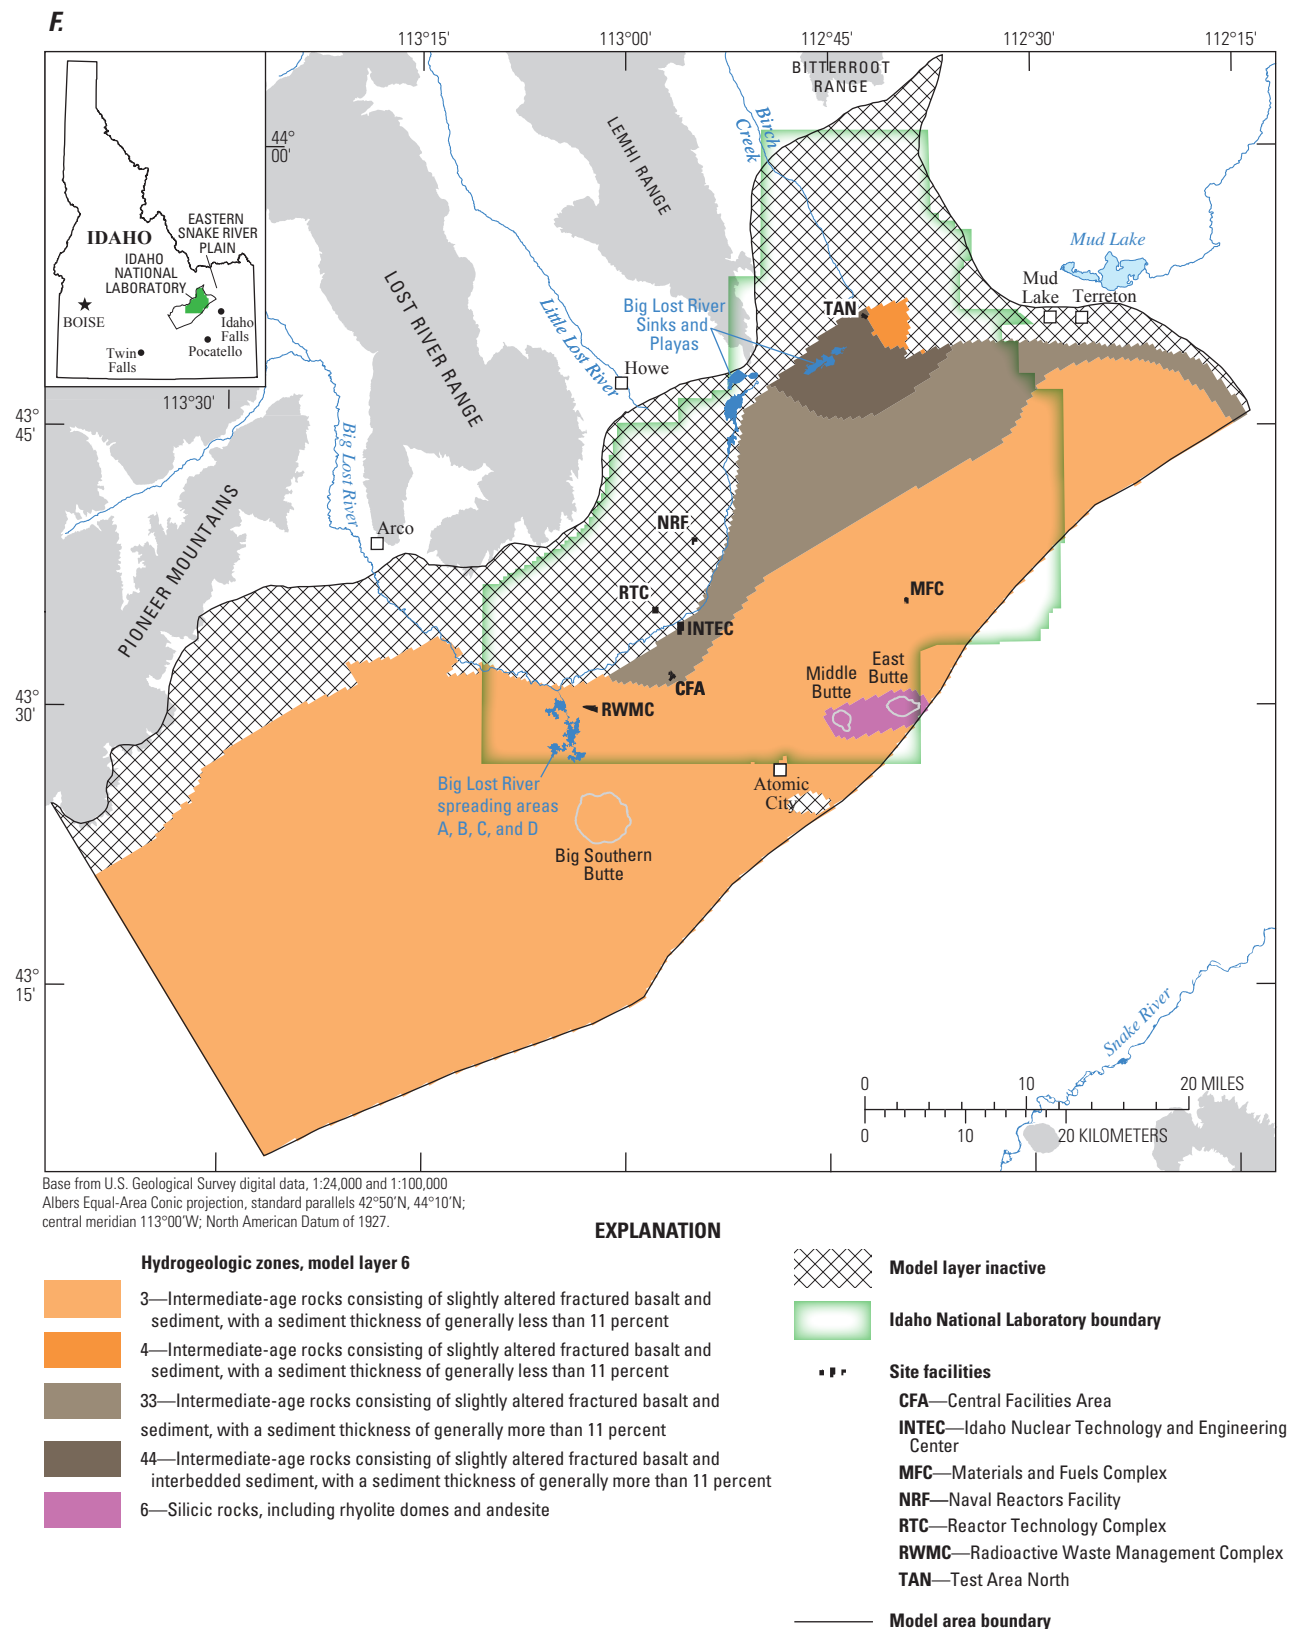 F.
113°15'
113°00'
112°45'
112°30'
112°15'
BITTERROOT
RANGE
Birch
Creek
44°
00'
LEMHI RANGE
EASTERN
SNAKE RIVER
PLAIN
IDAHO
IDAHO
NATIONAL
LABORATORY
BOISE
Idaho
Falls
Pocatello
Twin
Falls
113°30'
LOST RIVER RANGE
Little Lost River
Big Lost River
Sinks and
Playas
TAN
Mud Lake
Mud
Lake
Terreton
Howe
43°
45'
Big Lost River
PIONEER MOUNTAINS
Arco
NRF
RTC
INTEC
MFC
CFA
RWMC
Middle
Butte
East
Butte
43°
30'
Big Lost River
spreading areas
A, B, C, and D
Atomic
City
Big Southern
Butte
43°
15'
Snake River
0 10 20 MILES
0 10 20 KILOMETERS
Base from U.S. Geological Survey digital data, 1:24,000 and 1:100,000
Albers Equal-Area Conic projection, standard parallels 42°50'N, 44°10'N;
central meridian 113°00'W; North American Datum of 1927.
EXPLANATION
Hydrogeologic zones, model layer 6
3—Intermediate-age rocks consisting of slightly altered fractured basalt and
sediment, with a sediment thickness of generally less than 11 percent
4—Intermediate-age rocks consisting of slightly altered fractured basalt and
sediment, with a sediment thickness of generally less than 11 percent
33—Intermediate-age rocks consisting of slightly altered fractured basalt and
sediment, with a sediment thickness of generally more than 11 percent
44—Intermediate-age rocks consisting of slightly altered fractured basalt and
interbedded sediment, with a sediment thickness of generally more than 11 percent
6—Silicic rocks, including rhyolite domes and andesite
Model layer inactive
Idaho National Laboratory boundary
Site facilities
CFA—Central Facilities Area
INTEC—Idaho Nuclear Technology and Engineering
Center
MFC—Materials and Fuels Complex
NRF—Naval Reactors Facility
RTC—Reactor Technology Complex
RWMC—Radioactive Waste Management Complex
TAN—Test Area North
Model area boundary